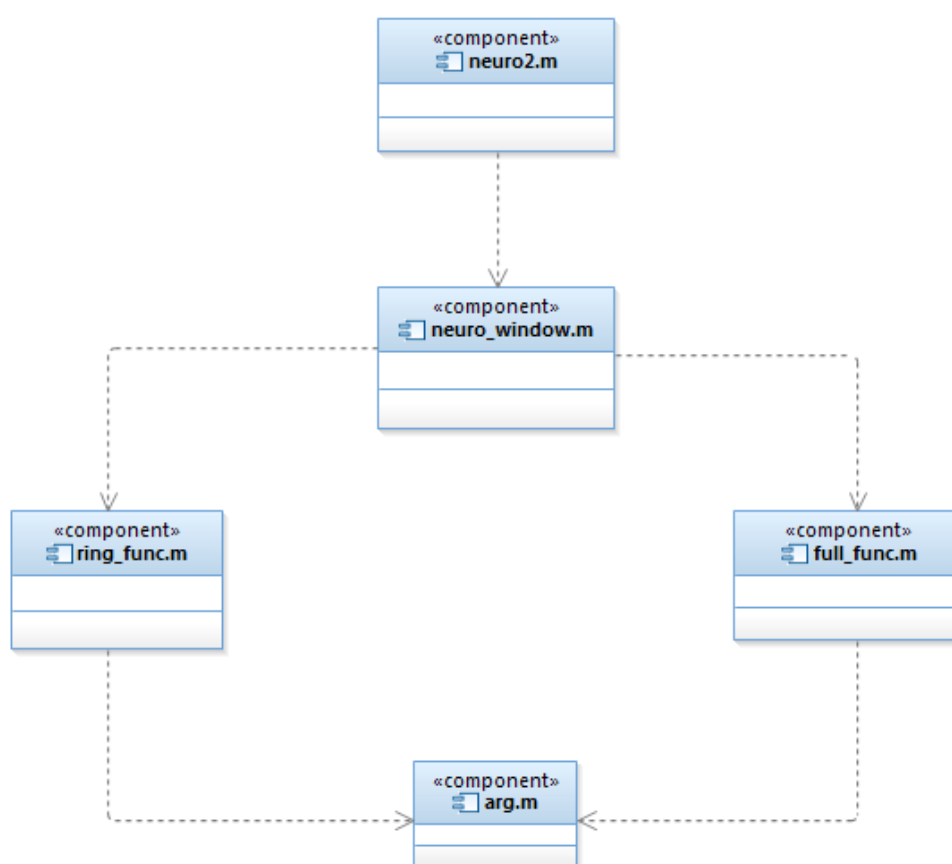 «component»
neuro2.m
«component»
neuro_window.m
«component»
ring_func.m
«component»
full_func.m
«component»
arg.m